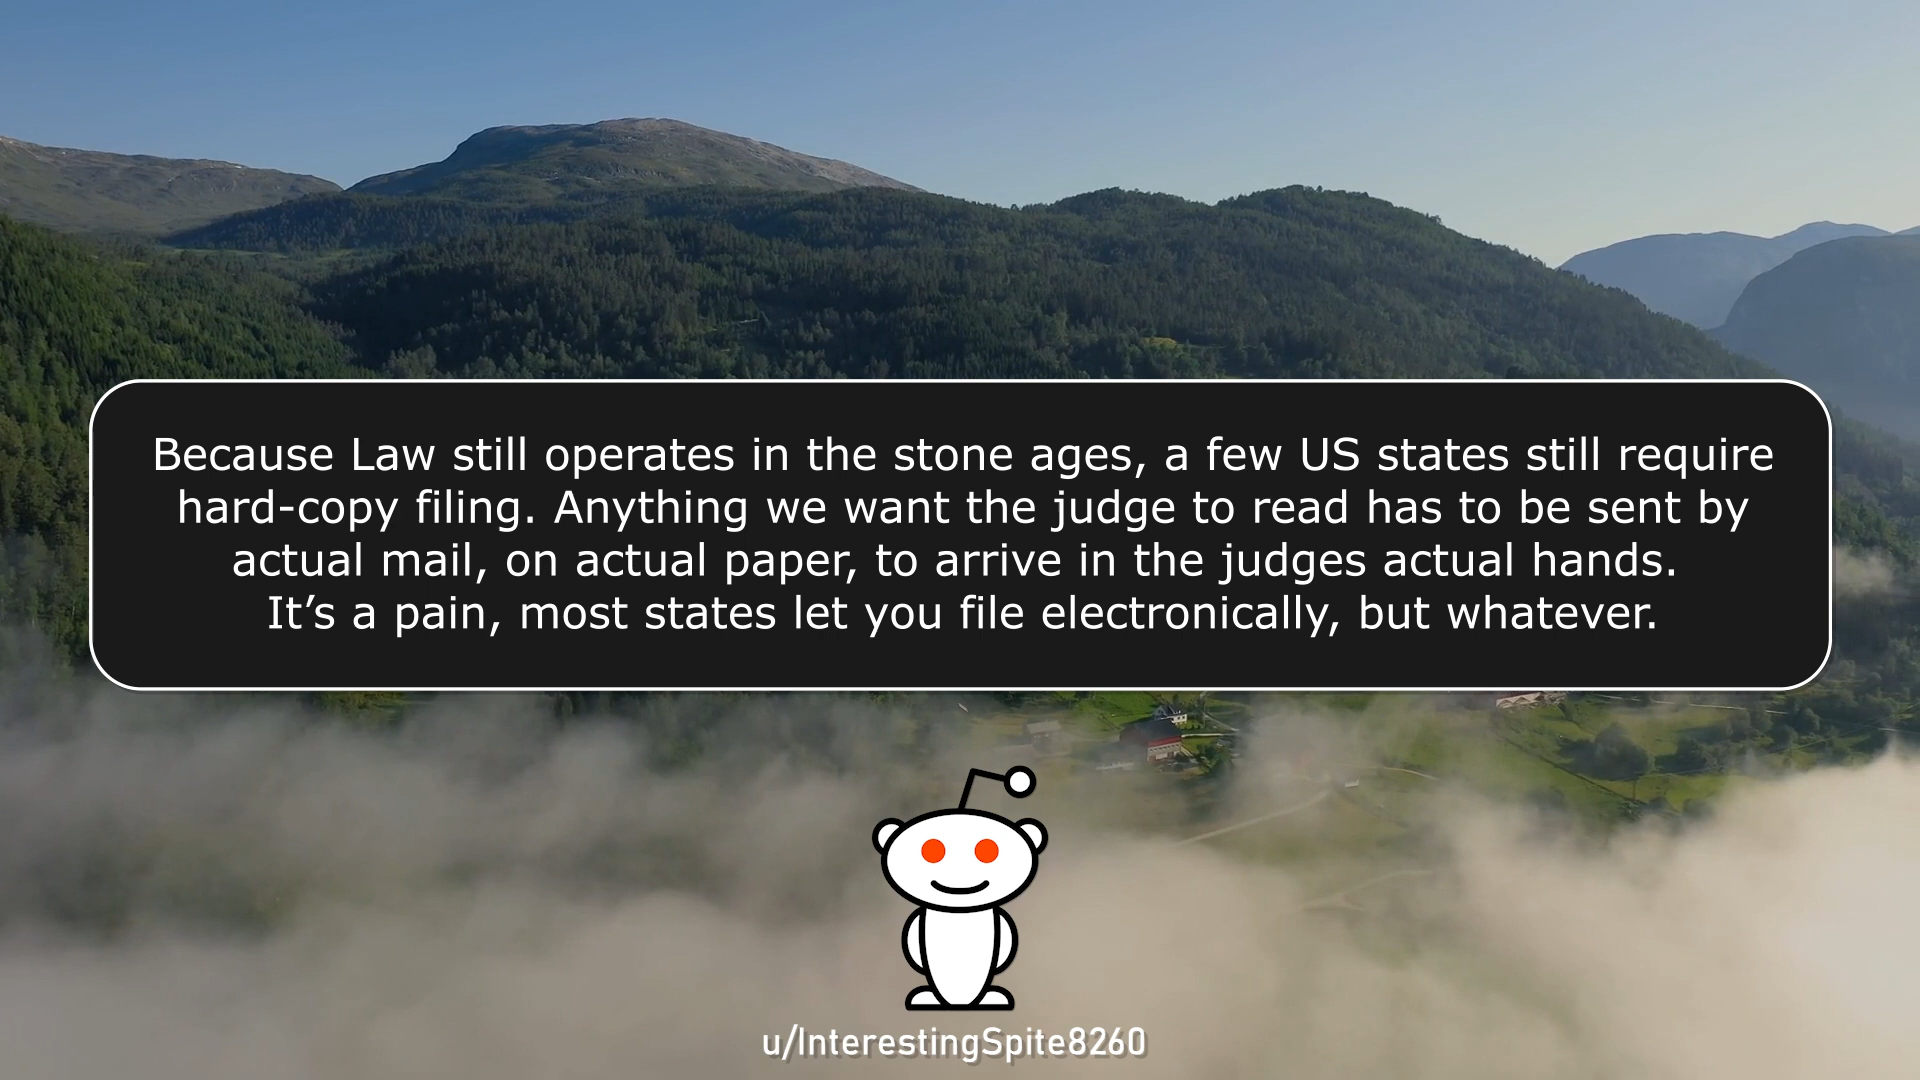 Because Law still operates in the stone ages, a few US states still require
hard-copy filing. Anything we want the judge to read has to be sent by
actual mail, on actual paper, to arrive in the judges actual hands.
It’s a pain, most states let you file electronically, but whatever.
u/InterestingSpite8260